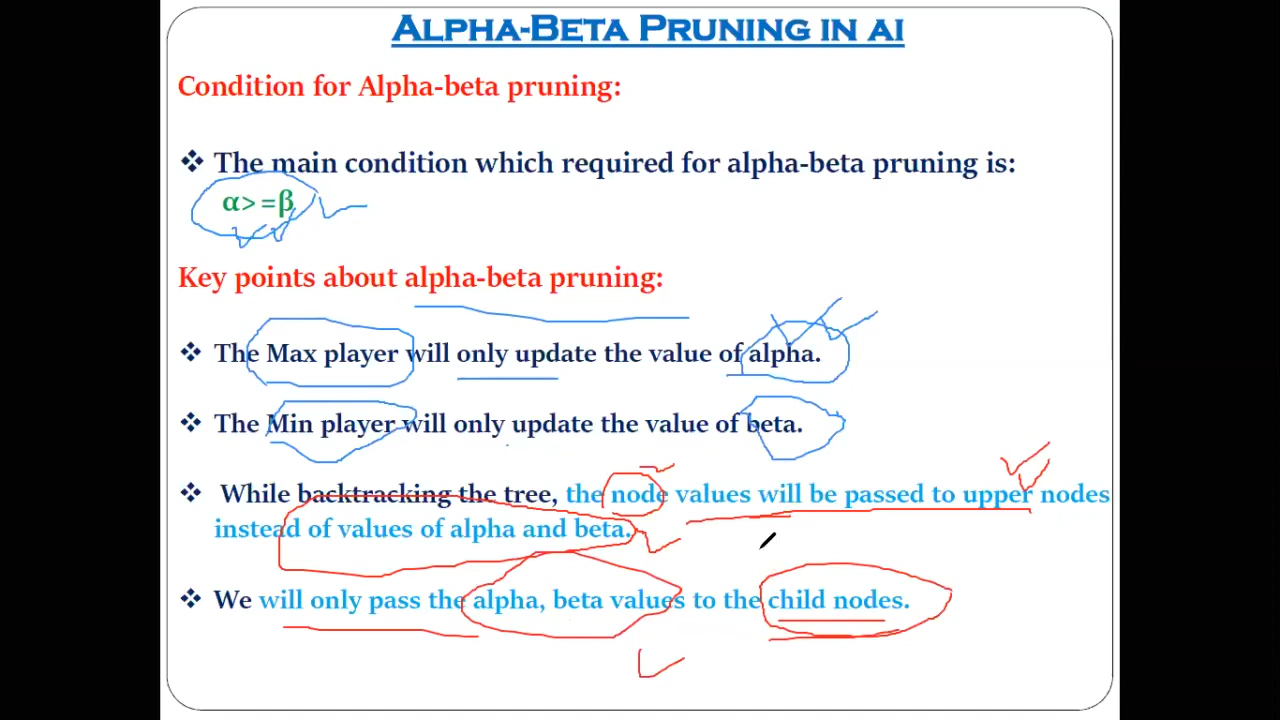 ALPHA-BETA PRUNING IN AI
Condition for Alpha-beta pruning:
❖ The main condition which required for alpha-beta pruning is:
α>=β
Key points about alpha-beta pruning:
❖ The Max player will only update the value of alpha.
❖ The Min player will only update the value of beta.
❖ While backtracking the tree, the node values will be passed to upper nodes
instead of values of alpha and beta.
❖ We will only pass the alpha, beta values to the child nodes.